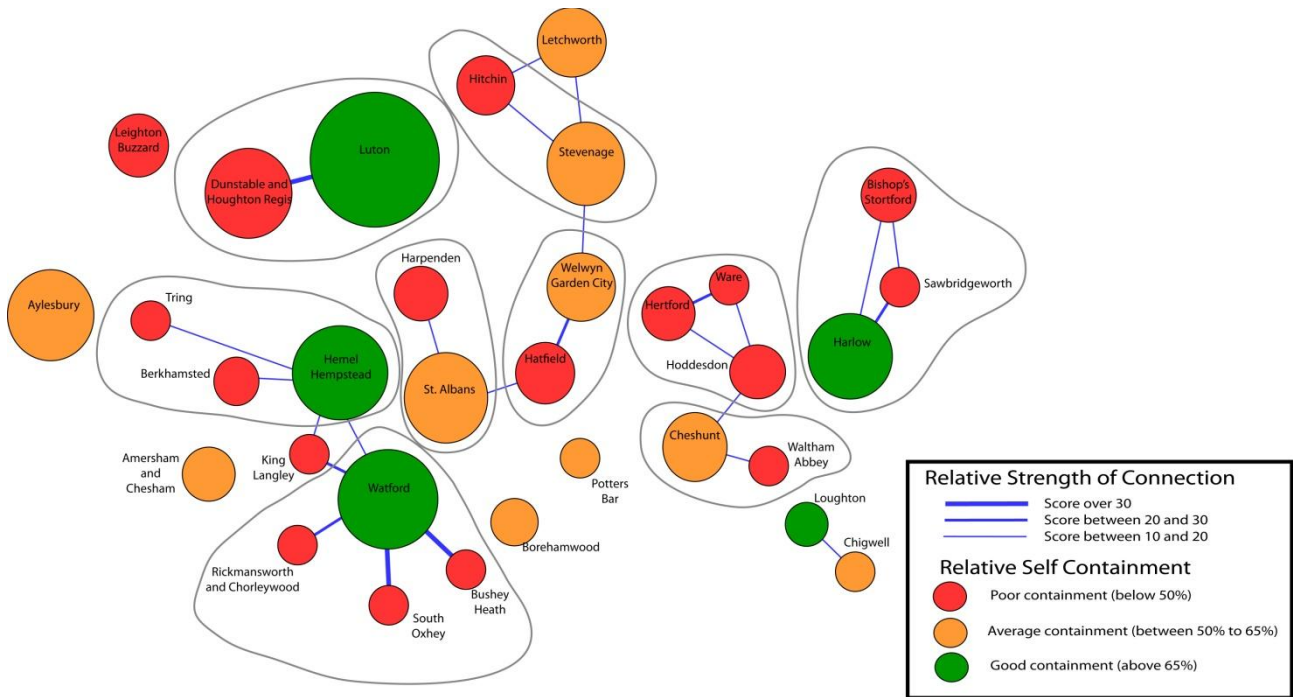 Letchworth
Hitchin
Leighton
Buzzard
Luton
Stevenage
Dunstable and
Houghton Regis
Bishop's
Stortford
Harpenden
Welwyn
Garden City
Ware
Sawbridgeworth
Aylesbury
Tring
Hertford
Harlow
Hemel
Hempstead
Berkhamsted
Hatfield
Hoddesdon
St. Albans
Cheshunt
Waltham
Abbey
Amersham
and
Chesham
King
Langley
Potters
Bar
Watford
Loughton
Borehamwood
Chigwell
Rickmansworth
and Chorleywood
Bushey
Heath
South
Oxhey
Relative Strength of Connection
Score over 30
Score between 20 and 30
Score between 10 and 20
Relative Self Containment
Poor containment (below 50%)
Average containment (between 50% to 65%)
Good containment (above 65%)